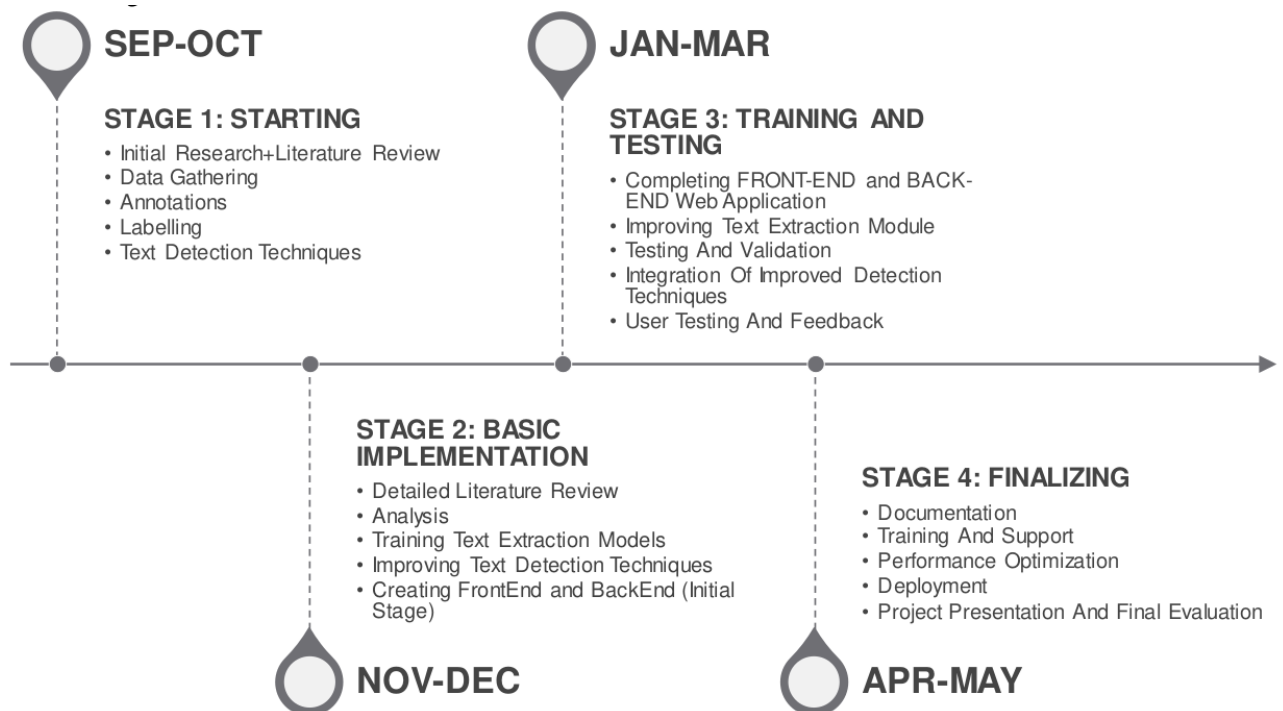 SEP-OCT
STAGE 1: STARTING
• Initial Research+Literature Review
• Data Gathering
• Annotations
• Labelling
• Text Detection Techniques
JAN-MAR
STAGE 3: TRAINING AND
TESTING
• Completing FRONT-END and BACK-
END Web Application
• Improving Text Extraction Module
• Testing And Validation
• Integration Of Improved Detection
Techniques
• User Testing And Feedback
STAGE 2: BASIC
IMPLEMENTATION
• Detailed Literature Review
• Analysis
• Training Text Extraction Models
• Improving Text Detection Techniques
• Creating FrontEnd and BackEnd (Initial
Stage)
NOV-DEC
STAGE 4: FINALIZING
• Documentation
• Training And Support
• Performance Optimization
• Deployment
• Project Presentation And Final Evaluation
APR-MAY